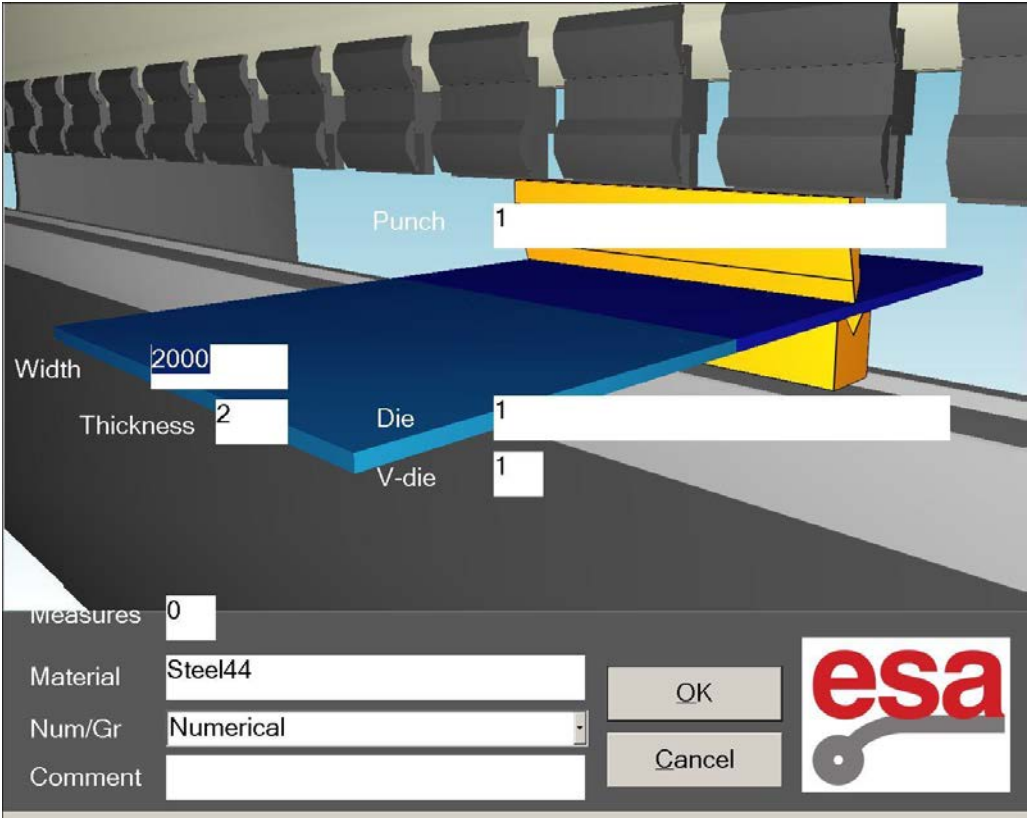 Punch 1
Width 2000
Thickness 2
Die 1
V-die 1
Measures 0
Material Steel44
Num/Gr Numerical
Comment
OK
Cancel
esa